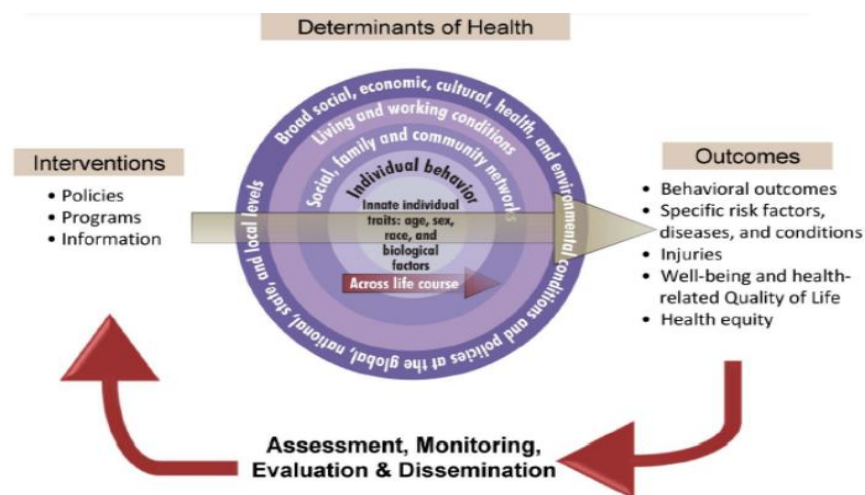 Determinants of Health
Broad social, economic, cultural, health, and environmental conditions and policies at the global, national, state, and local levels
Living and working conditions
Social, family and community networks
Individual behavior
Innate individual
traits: age, sex,
race, and
biological
factors
Across life course
Interventions
• Policies
• Programs
• Information
Outcomes
• Behavioral outcomes
• Specific risk factors,
diseases, and conditions
• Injuries
• Well-being and health-
related Quality of Life
• Health equity
Assessment, Monitoring,
Evaluation & Dissemination